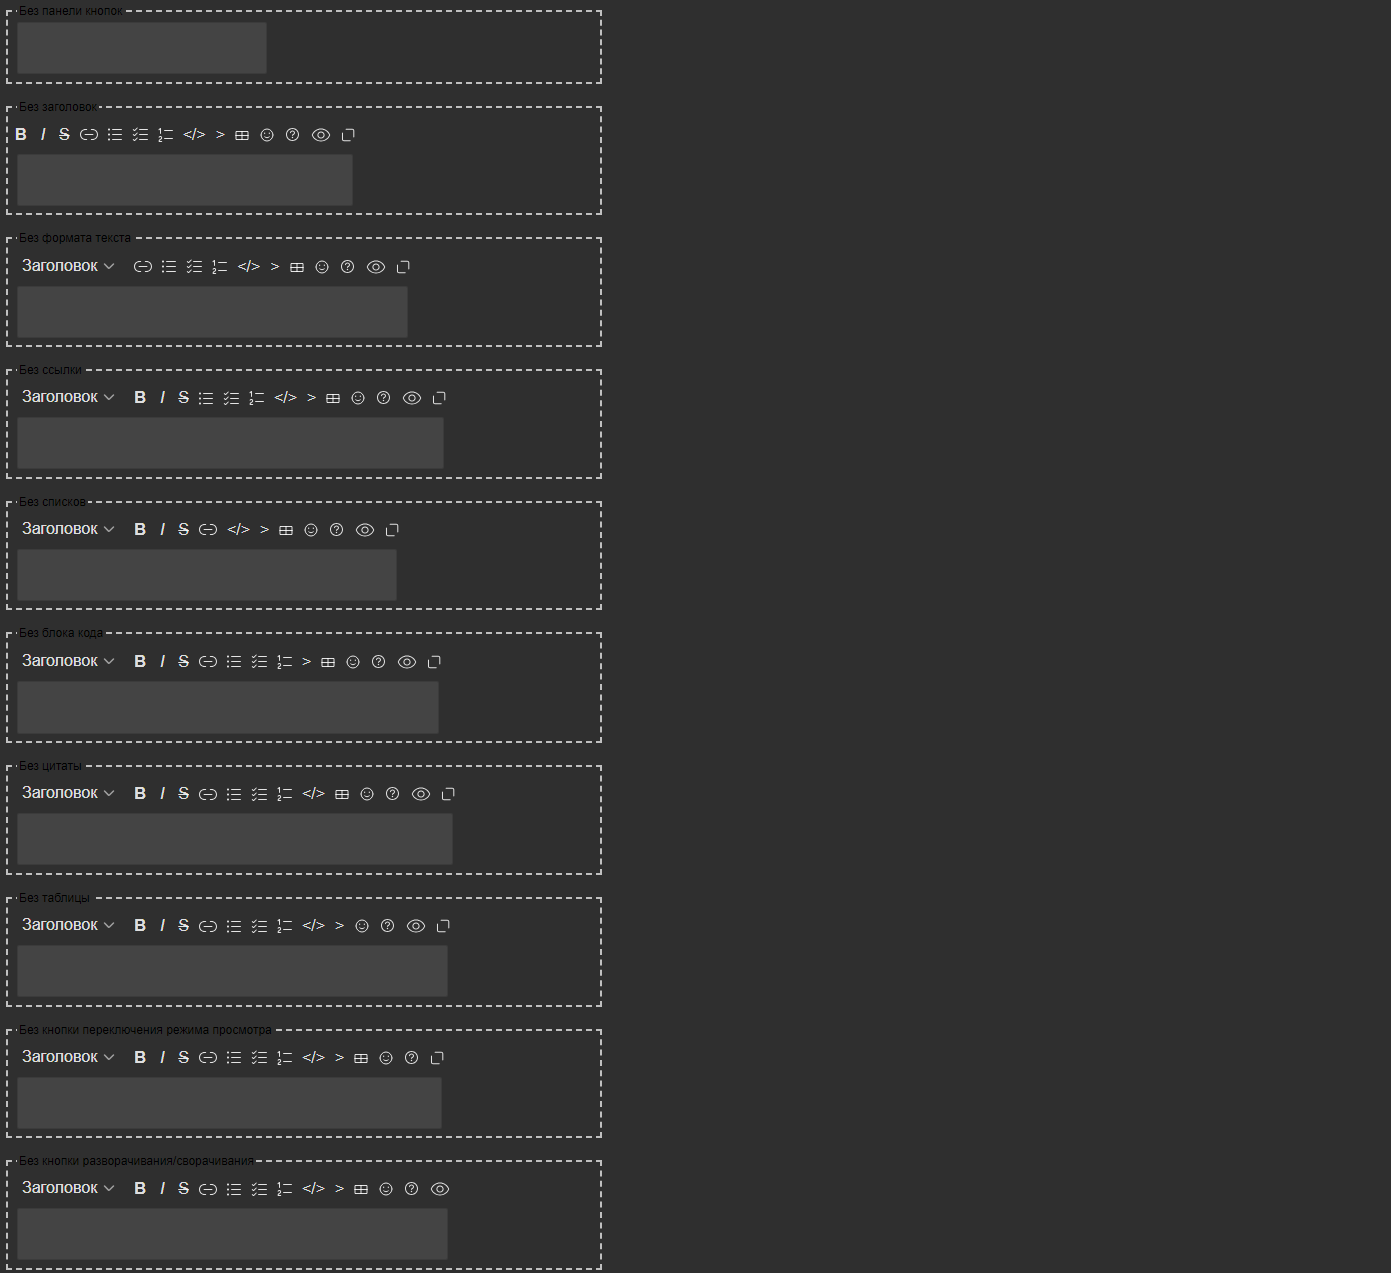 Без панели кнопок
Без заголовок
B I S </> >
Без формата текста
Заголовок </> >
Без ссылки
Заголовок B I S </> >
Без списков
Заголовок B I S </> >
Без блока кода
Заголовок B I S >
Без цитаты
Заголовок B I S </>
Без таблицы
Заголовок B I S </> >
Без кнопки переключения режима просмотра
Заголовок B I S </> >
Без кнопки разворачивания/сворачивания
Заголовок B I S </> >